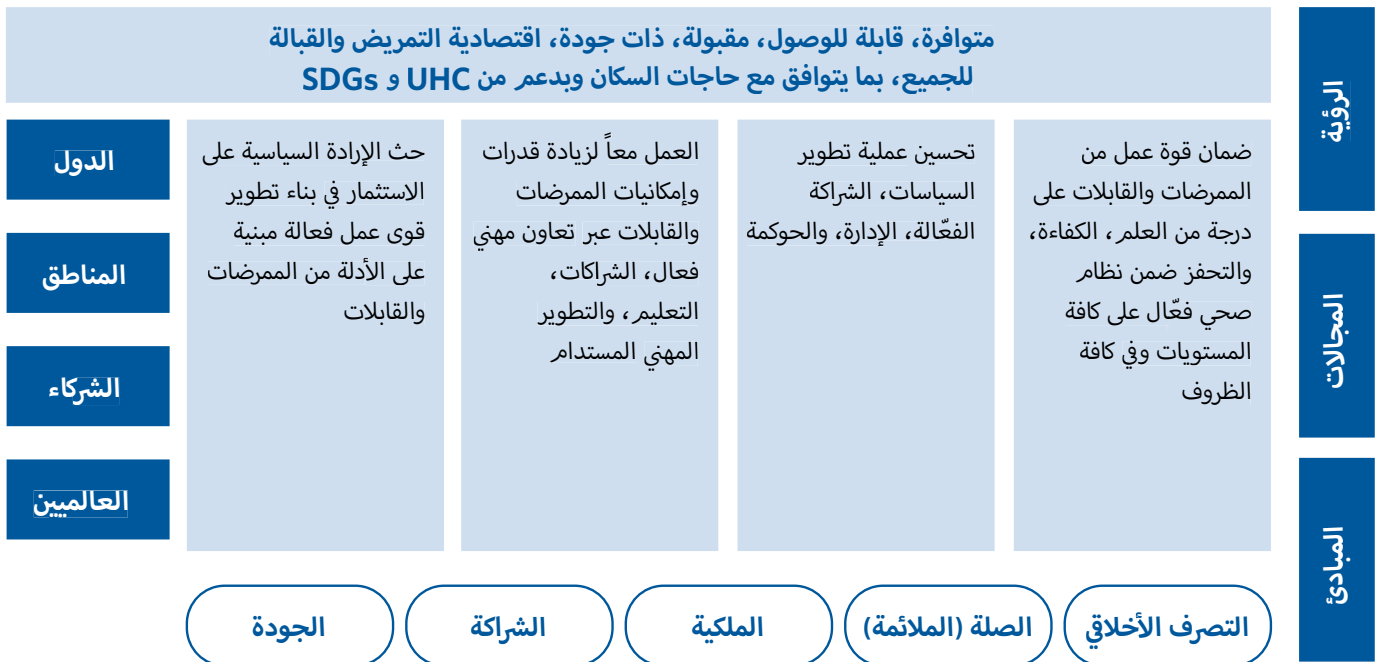 الرؤية
متوافرة، قابلة للوصول، مقبولة، ذات جودة، اقتصادية التمريض والقبالة
للجميع، بما يتوافق مع حاجات السكان وبدعم من UHC و SDGs
المجالات
ضمان قوة عمل من
الممرضات والقابلات على
درجة من العلم، الكفاءة،
والتحفز ضمن نظام
صحي فعّال على كافة
المستويات وفي كافة
الظروف
تحسين عملية تطوير
السياسات، الشراكة
الفعّالة، الإدارة، والحوكمة
العمل معاً لزيادة قدرات
وإمكانيات الممرضات
والقابلات عبر تعاون مهني
فعال، الشراكات،
التعليم، والتطوير
المهني المستدام
حث الإرادة السياسية على
الاستثمار في بناء تطوير
قوى عمل فعالة مبنية
على الأدلة من الممرضات
والقابلات
الدول
المناطق
الشركاء
العالميين
المبادئ
التصرف الأخلاقي
الصلة (الملائمة)
الملكية
الشراكة
الجودة